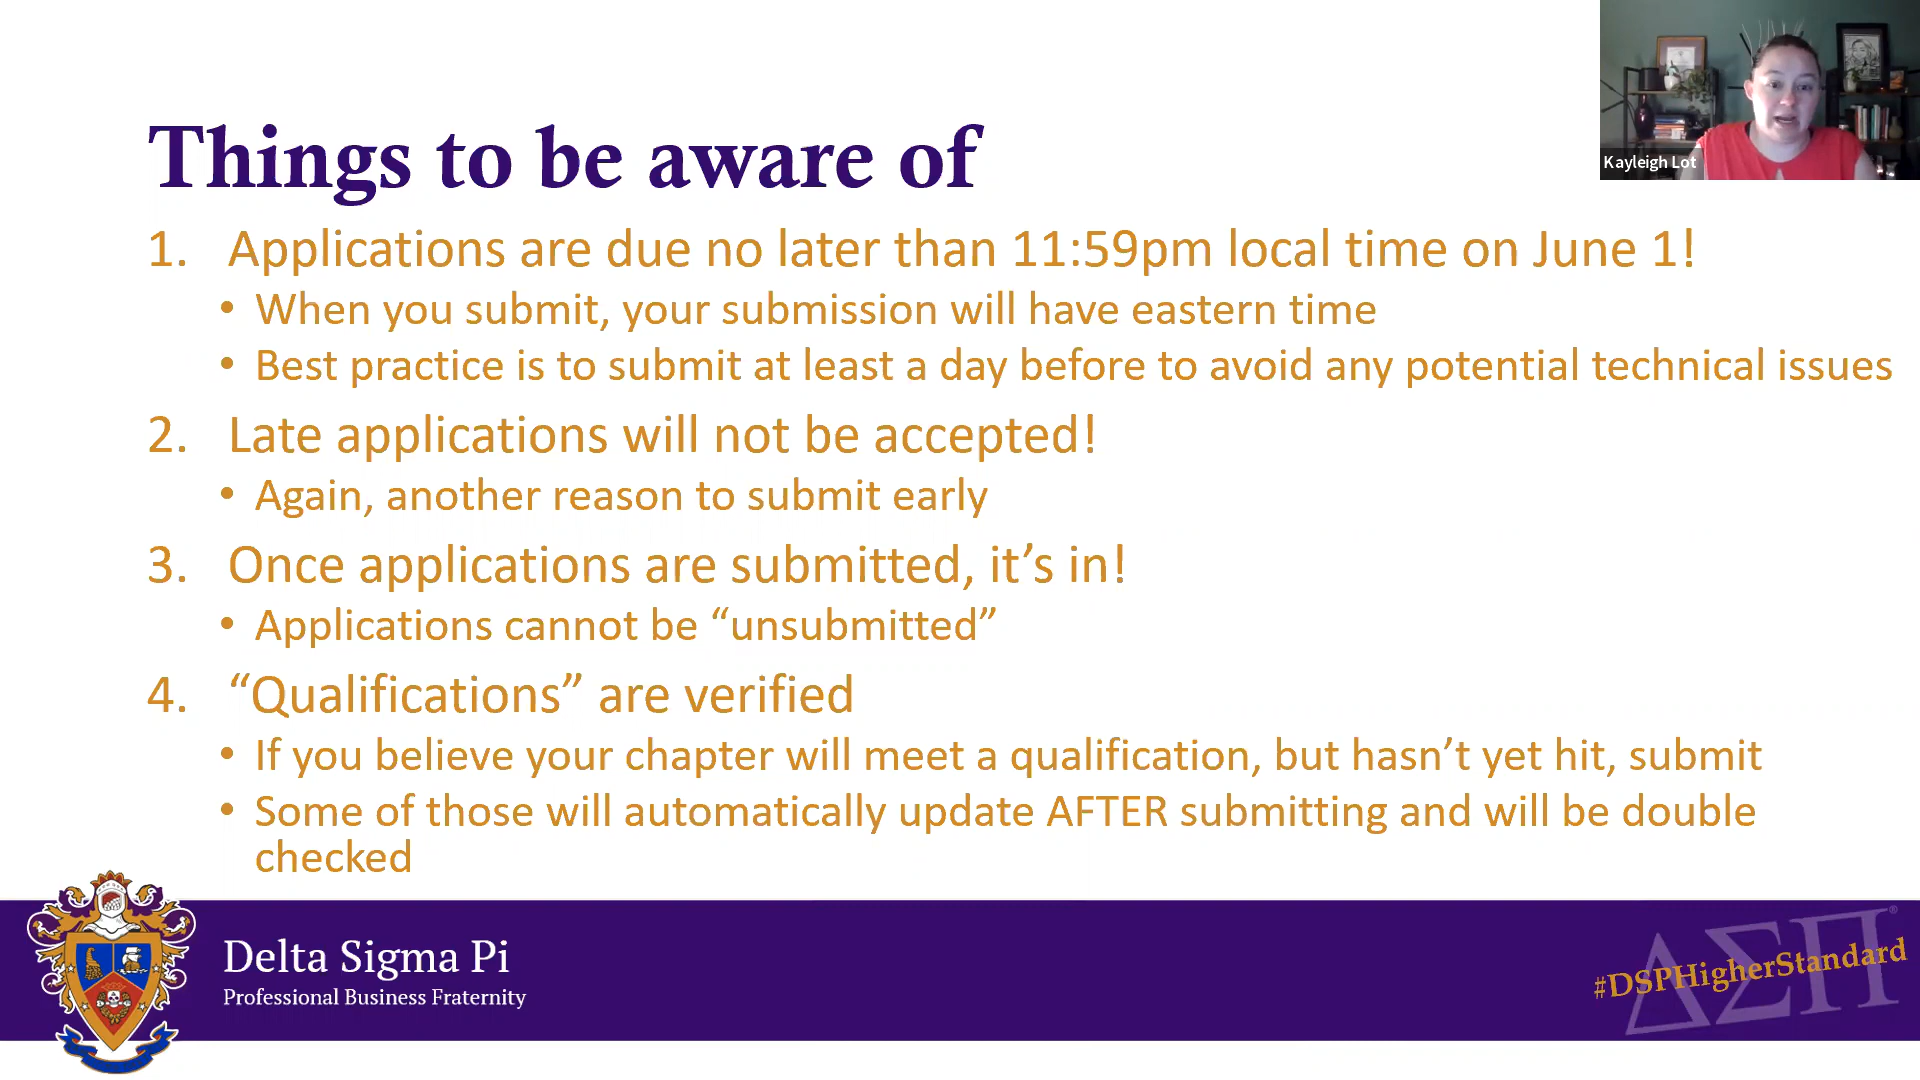 Kayleigh Lot
Things to be aware of
1. Applications are due no later than 11:59pm local time on June 1!
• When you submit, your submission will have eastern time
• Best practice is to submit at least a day before to avoid any potential technical issues
2. Late applications will not be accepted!
• Again, another reason to submit early
3. Once applications are submitted, it’s in!
• Applications cannot be “unsubmitted”
4. “Qualifications” are verified
• If you believe your chapter will meet a qualification, but hasn’t yet hit, submit
• Some of those will automatically update AFTER submitting and will be double
checked
Delta Sigma Pi
Professional Business Fraternity
ΔΣΠ®
#DSPHigherStandard